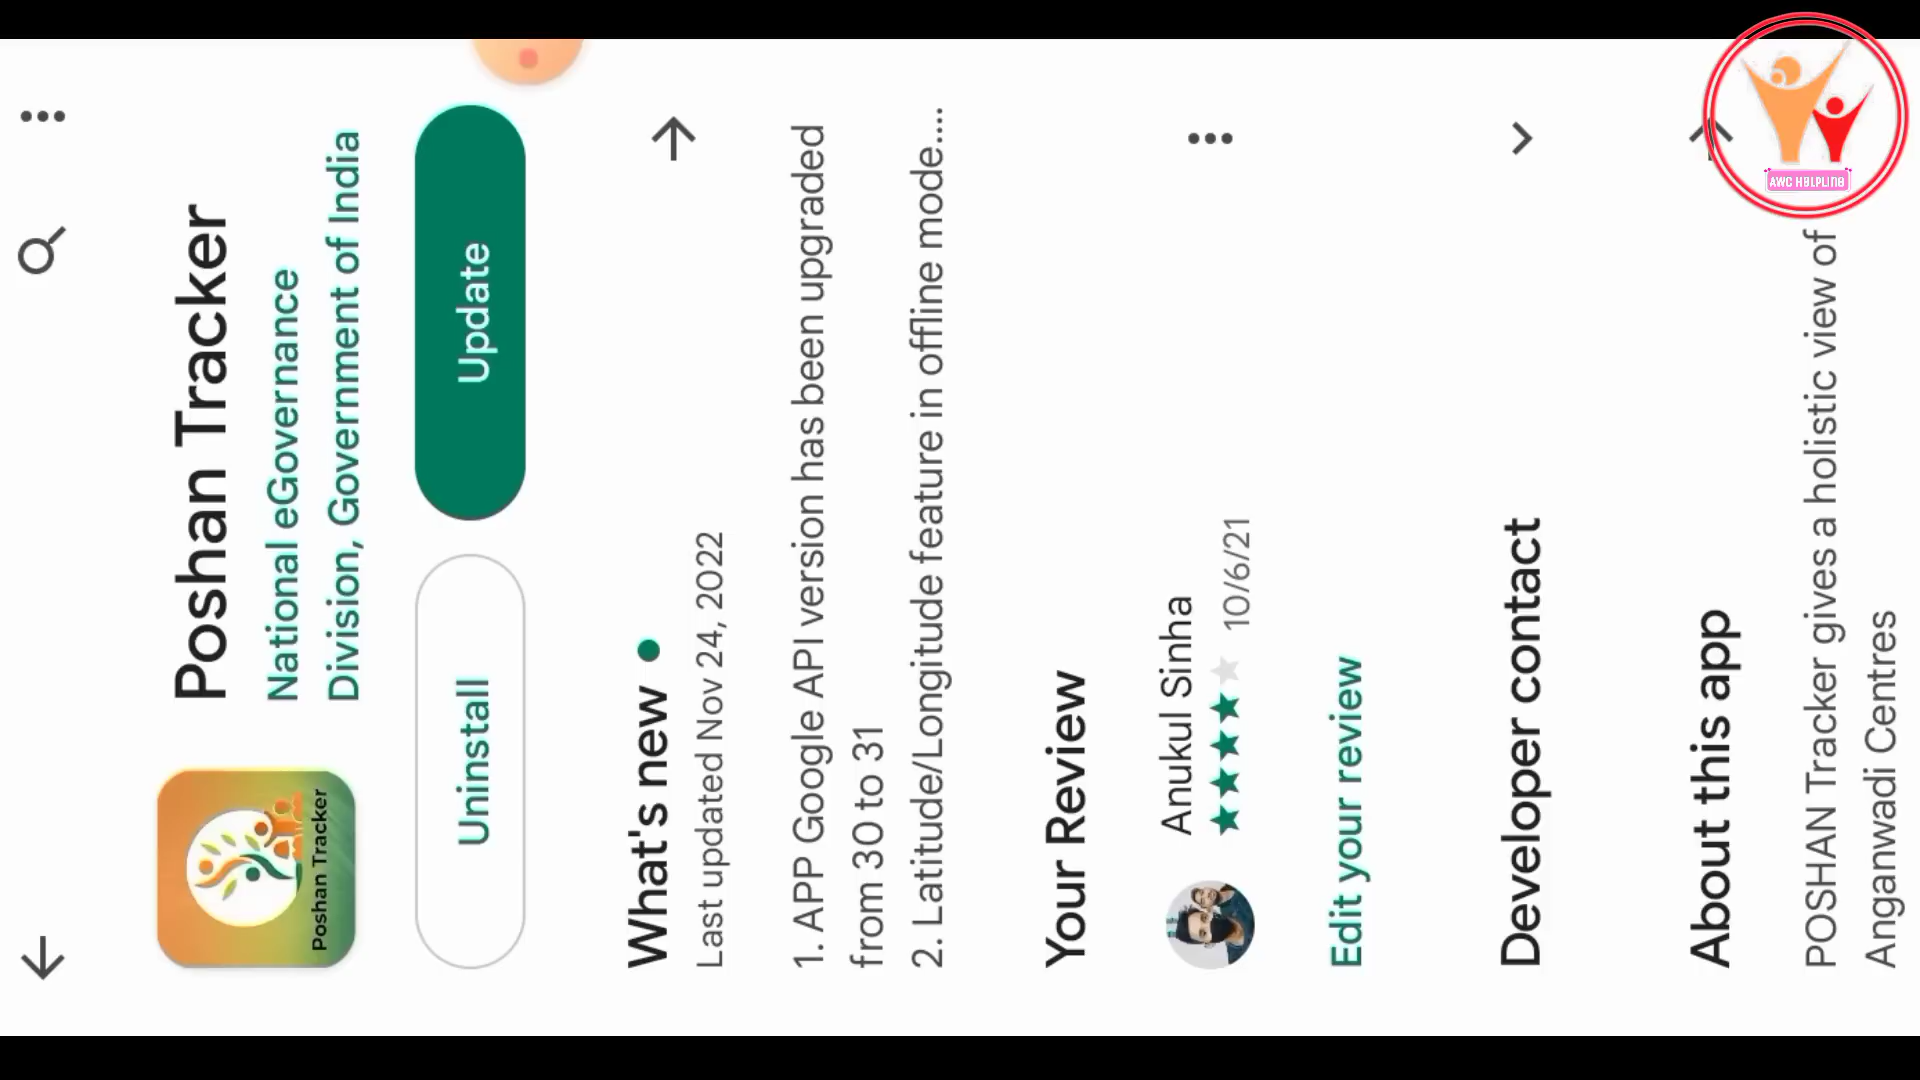 Poshan Tracker
National eGovernance
Division, Government of India
Poshan Tracker
Uninstall
Update
What's new
Last updated Nov 24, 2022
1. APP Google API version has been upgraded
from 30 to 31
2. Latitude/Longitude feature in offline mode....
Your Review
Anukul Sinha
10/6/21
Edit your review
Developer contact
About this app
POSHAN Tracker gives a holistic view of
Anganwadi Centres
AWC HELPLINE